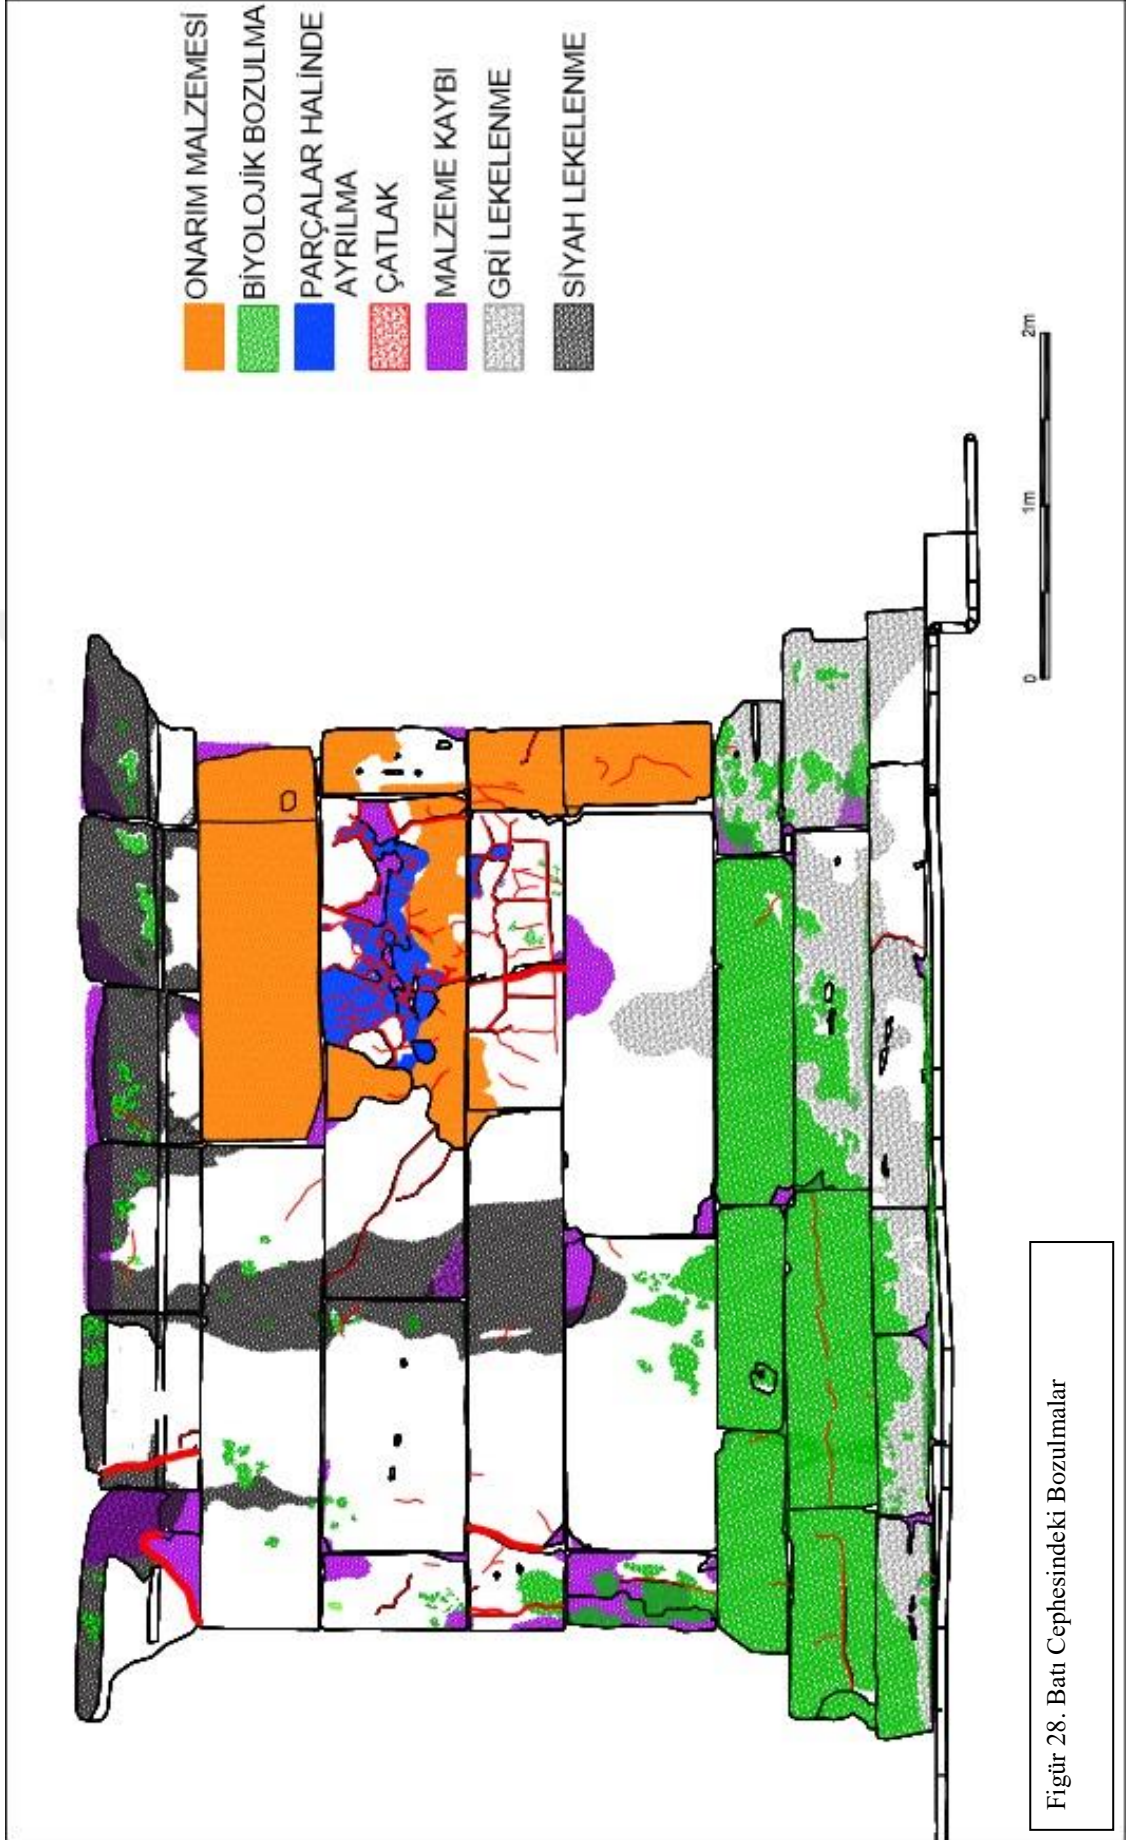 ONARIM MALZEMESİ
BİYOLOJİK BOZULMA
PARÇALAR HALİNDE
AYRILMA
ÇATLAK
MALZEME KAYBI
GRİ LEKELENME
SİYAH LEKELENME
0 1m 2m
Figür 28. Batı Cephesindeki Bozulmalar